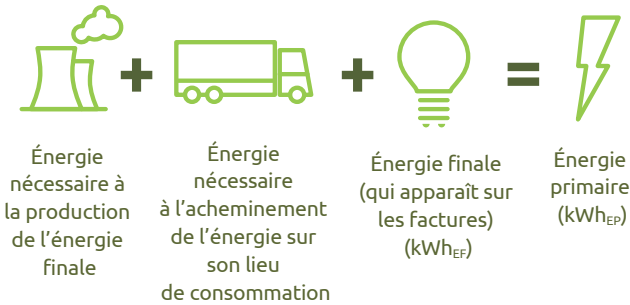 +
+
=
Énergie
nécessaire à
la production
de l’énergie
finale
Énergie
nécessaire
à l’acheminement
de l’énergie sur
son lieu
de consommation
Énergie finale
(qui apparaît sur
les factures)
(kWhEF)
Énergie
primaire
(kWhEP)